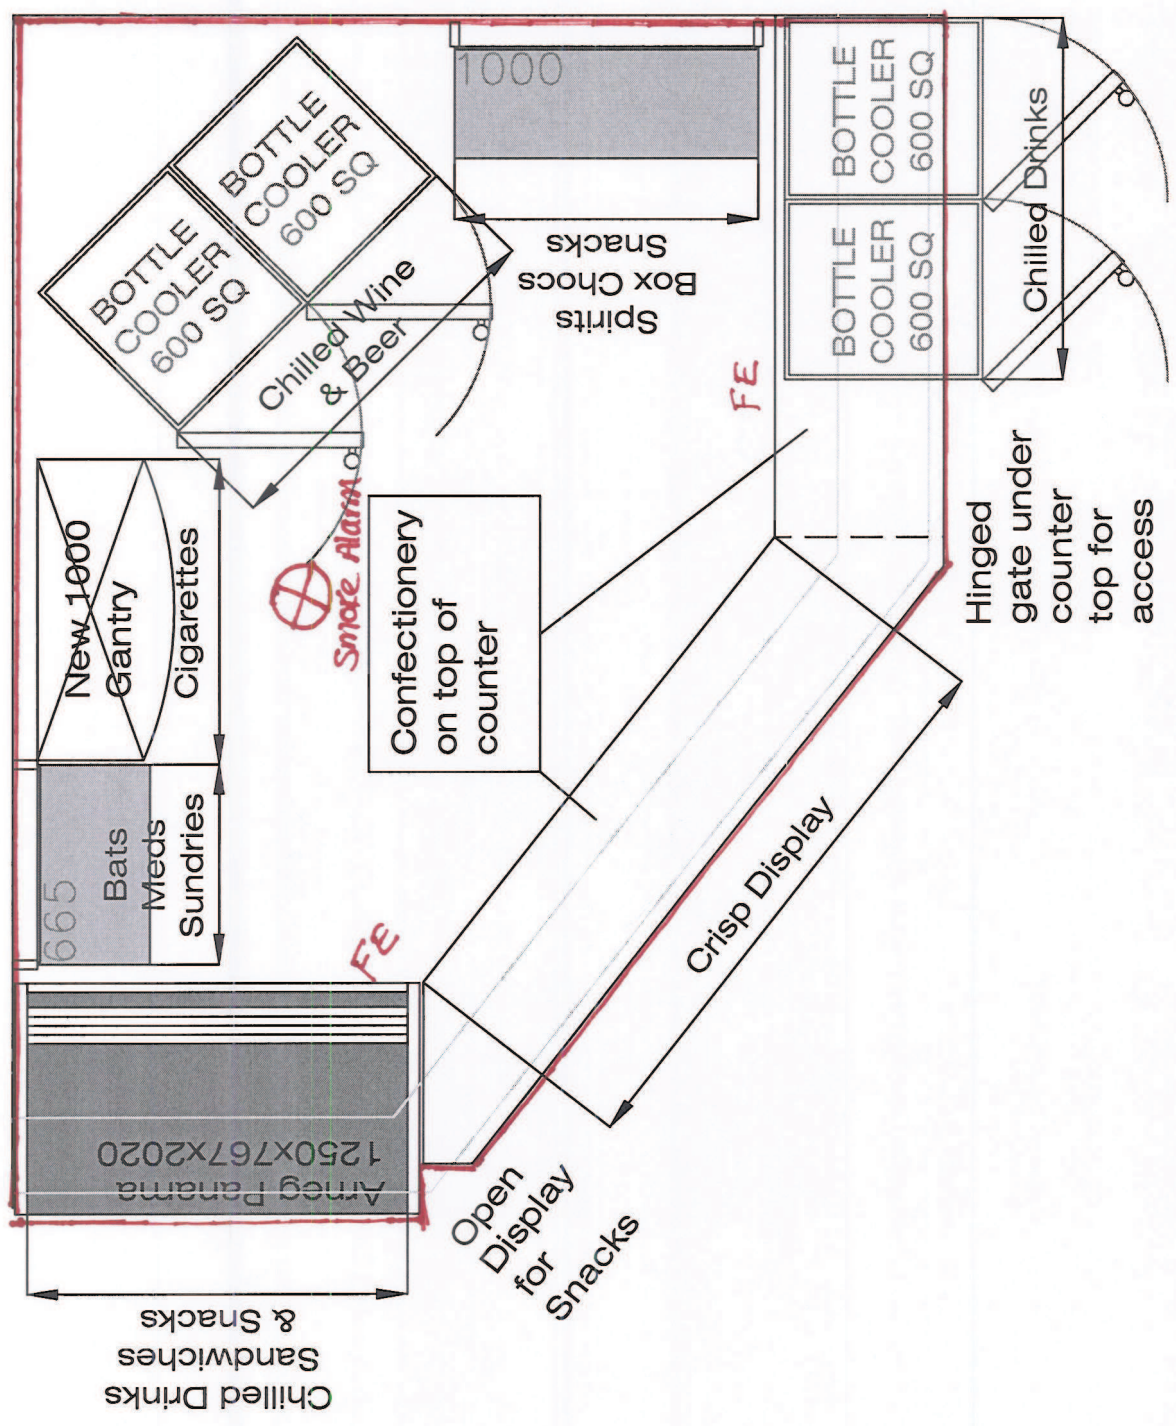 1000
BOTTLE
COOLER
600 SQ
BOTTLE
COOLER
600 SQ
BOTTLE
COOLER
600 SQ
BOTTLE
COOLER
600 SQ
Chilled Drinks
Chilled Wine
& Beer
Spirits
Box Chocs
Snacks
FE
New 1000
Gantry
Cigarettes
Smoke Alarm
Confectionery
on top of
counter
Hinged
gate under
counter
top for
access
665
Bats
Meds
Sundries
FE
Crisp Display
Arneg Panama
1250x767x2020
Open
Display
for
Snacks
Chilled Drinks
Sandwiches
& Snacks